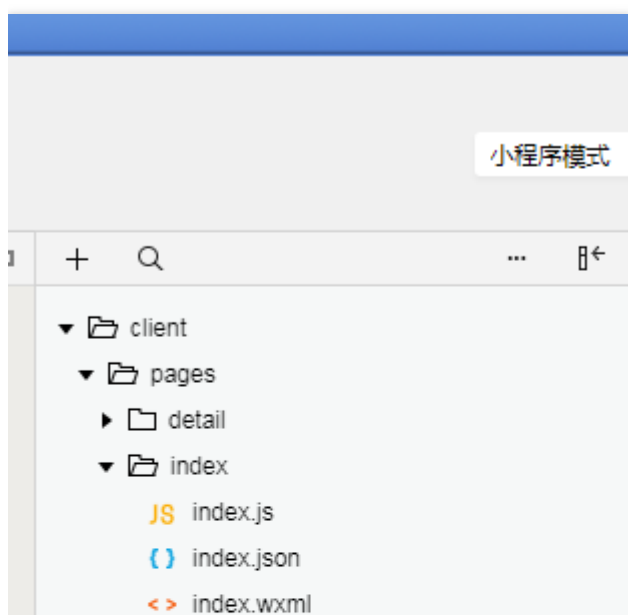 小程序模式
client
pages
detail
index
JS index.js
{ } index.json
< > index.wxml